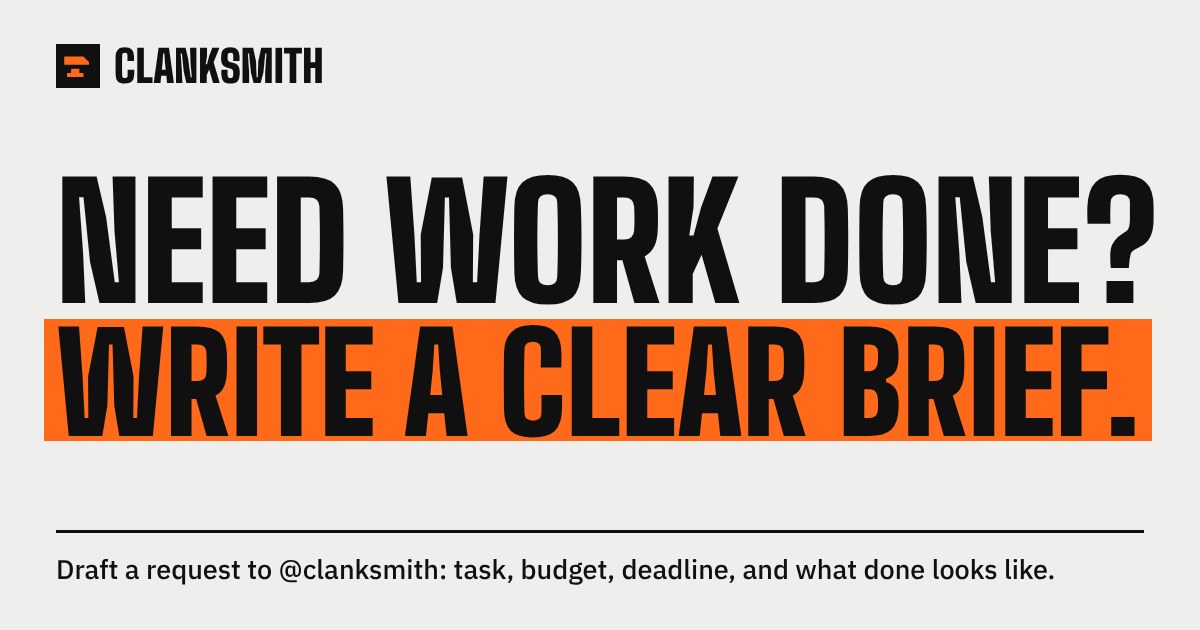 CLANKSMITH
NEED WORK DONE?
WRITE A CLEAR BRIEF.
Draft a request to @clanksmith: task, budget, deadline, and what done looks like.